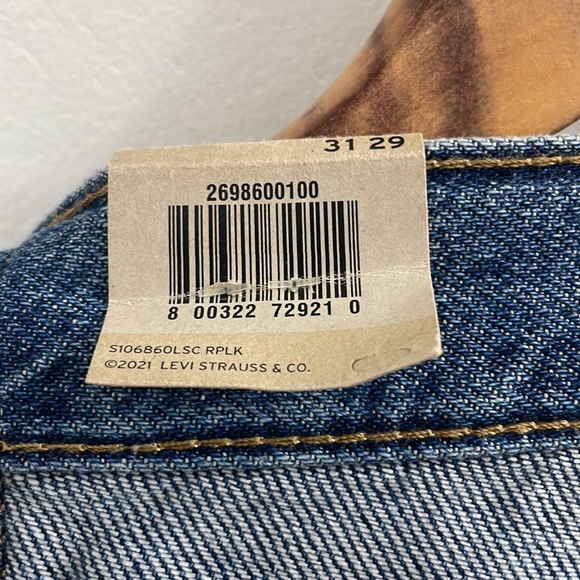 31 29
2698600100
8 00322 72921 0
S106860LSC RPLK
©2021 LEVI STRAUSS & CO.